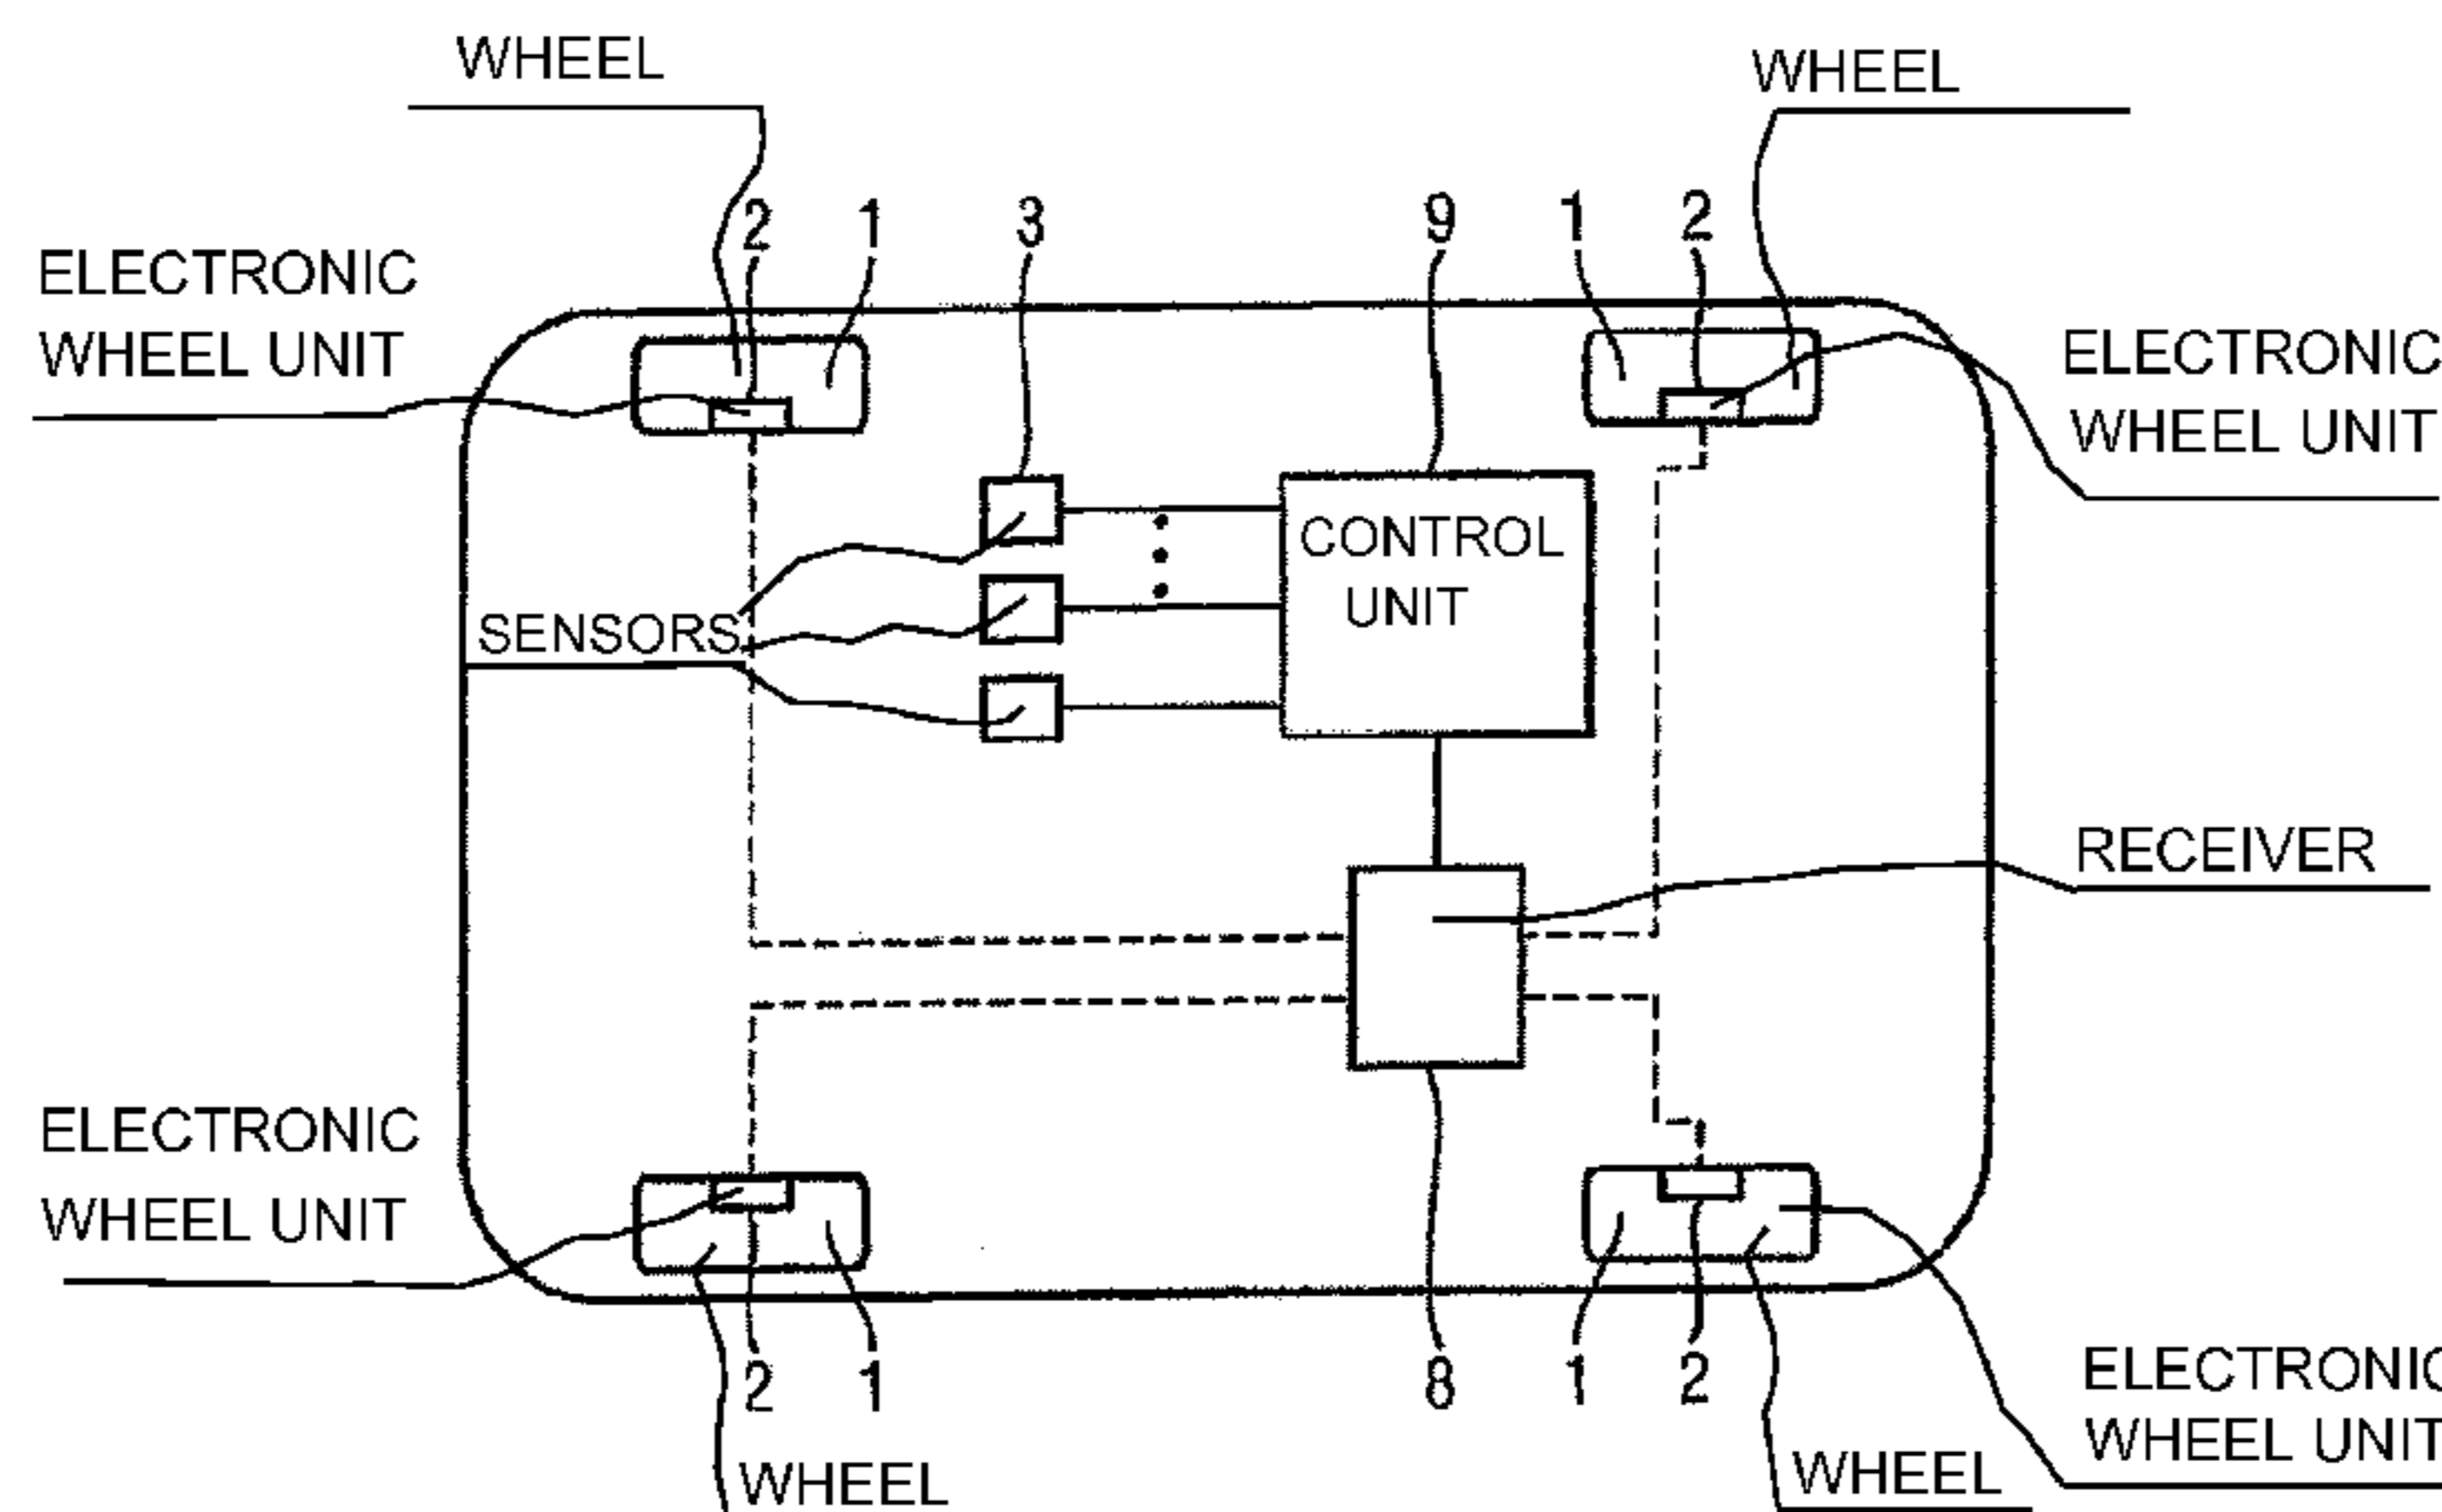 WHEEL
WHEEL
2
1
3
9
1
2
ELECTRONIC
WHEEL UNIT
ELECTRONIC
WHEEL UNIT
CONTROL
UNIT
SENSORS
RECEIVER
ELECTRONIC
WHEEL UNIT
2
1
8
1
2
ELECTRONIC
WHEEL UNIT
WHEEL
WHEEL